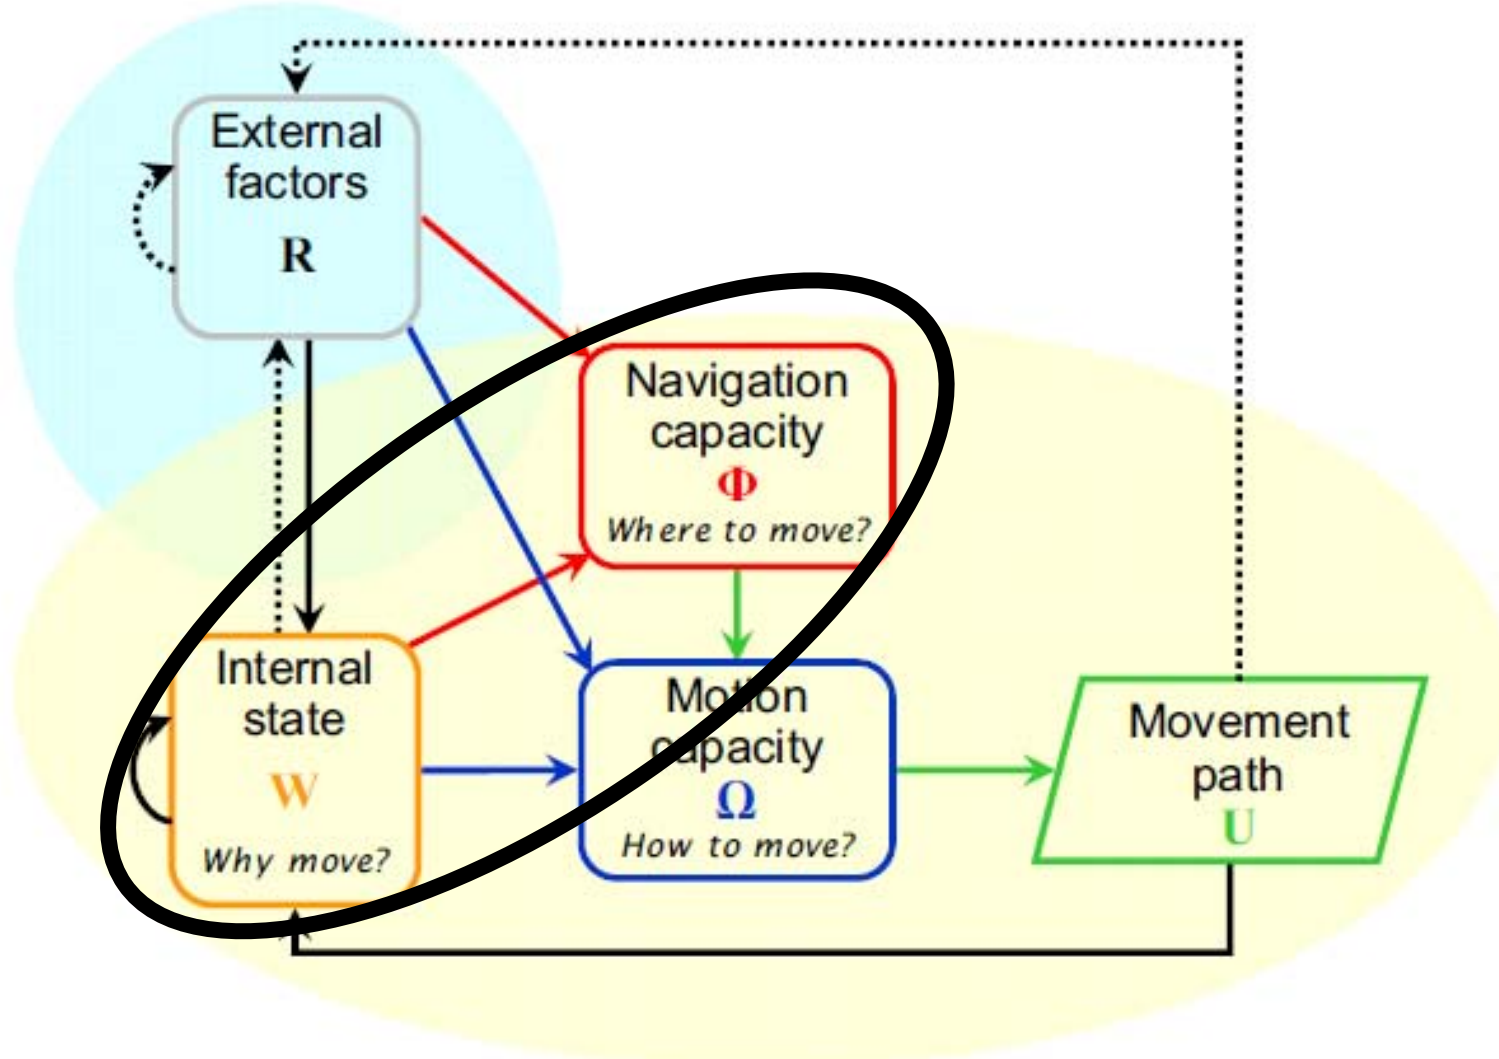 External
factors
R
Navigation
capacity
Φ
Where to move?
Internal
state
W
Why move?
Motion
capacity
Ω
How to move?
Movement
path
U